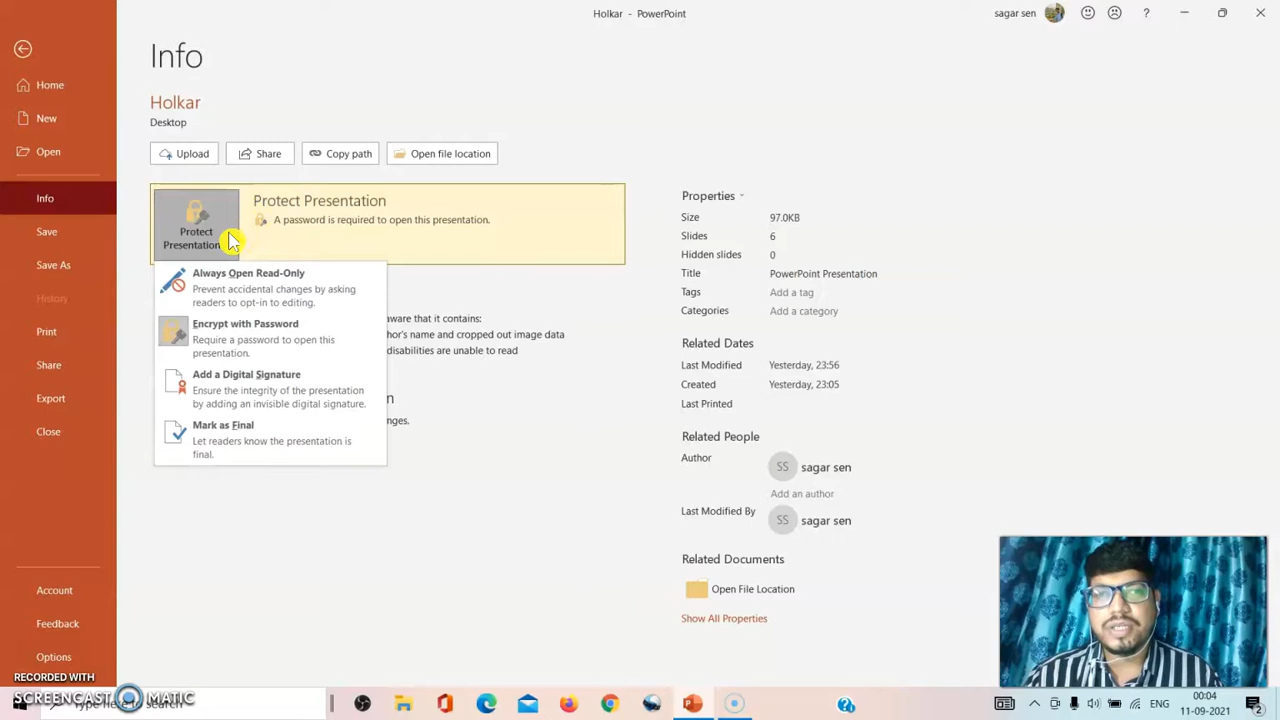 Holkar - PowerPoint
sagar sen
?
Info
Home
New
Open
Info
Save
Save As
History
Print
Share
Export
Close
Account
Feedback
Options
Holkar
Desktop
Upload
Share
Copy path
Open file location
Protect Presentation
Protect Presentation
A password is required to open this presentation.
Always Open Read-Only
Prevent accidental changes by asking
readers to opt-in to editing.
Encrypt with Password
Require a password to open this
presentation.
Add a Digital Signature
Ensure the integrity of the presentation
by adding an invisible digital signature.
Mark as Final
Let readers know the presentation is
final.
aware that it contains:
hor's name and cropped out image data
disabilities are unable to read
n
nges.
Properties
Size 97.0KB
Slides 6
Hidden slides 0
Title PowerPoint Presentation
Tags Add a tag
Categories Add a category
Related Dates
Last Modified Yesterday, 23:56
Created Yesterday, 23:05
Last Printed
Related People
Author SS sagar sen
Add an author
Last Modified By SS sagar sen
Related Documents
Open File Location
Show All Properties
RECORDED WITH
SCREENCAST MATIC
Type here to search
ENG
00:04
11-09-2021
2